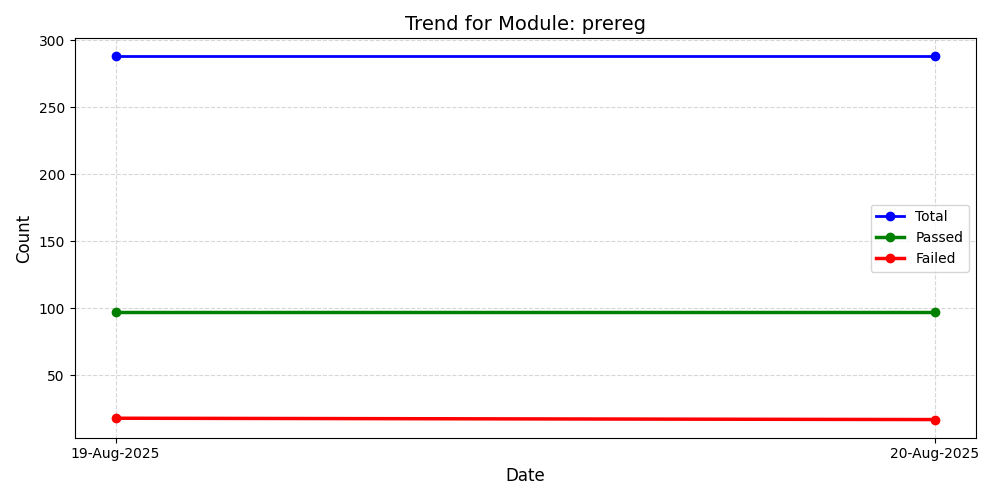 Trend for Module: prereg
300
250
200
150
100
50
Count
Total
Passed
Failed
19-Aug-2025
20-Aug-2025
Date